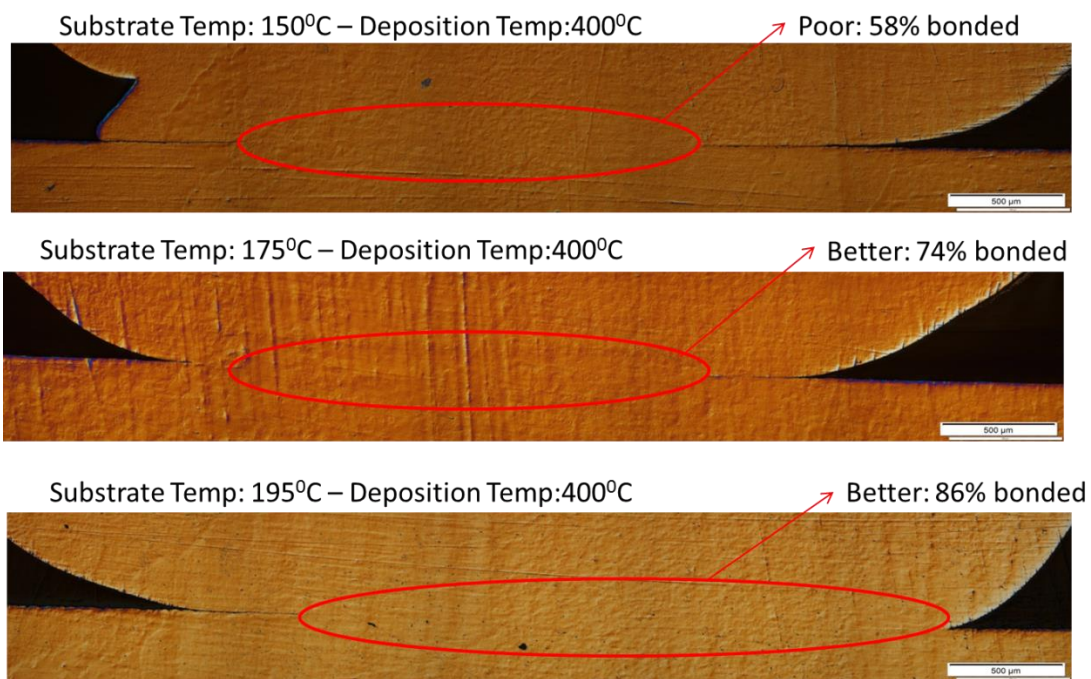 Substrate Temp: 150⁰C – Deposition Temp:400⁰C
Poor: 58% bonded
500 µm
Substrate Temp: 175⁰C – Deposition Temp:400⁰C
Better: 74% bonded
500 µm
Substrate Temp: 195⁰C – Deposition Temp:400⁰C
Better: 86% bonded
500 µm